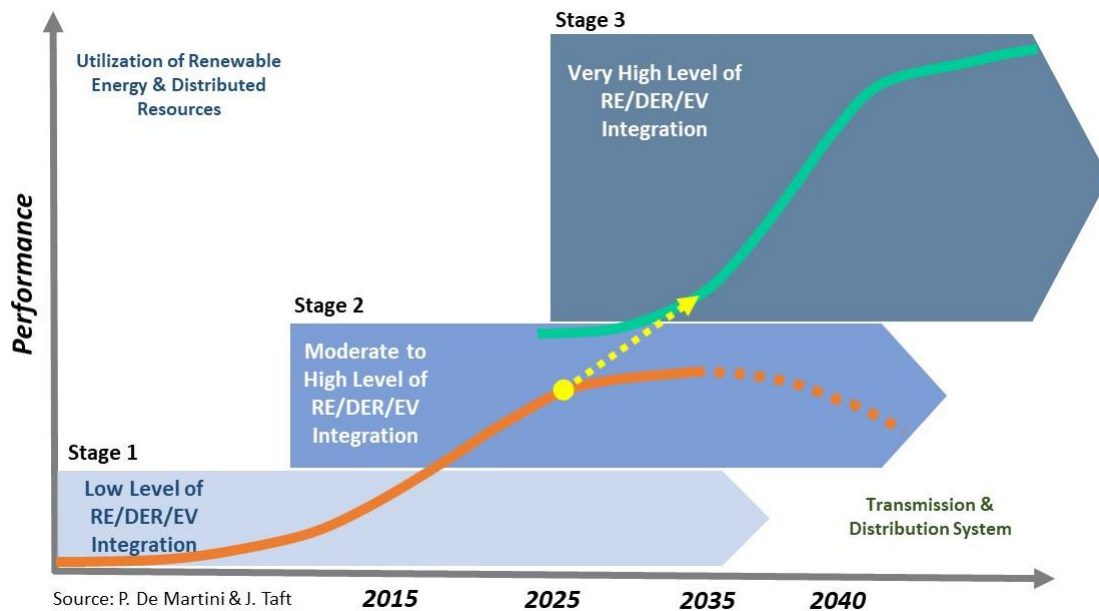 Stage 3
Utilization of Renewable
Energy & Distributed
Resources
Very High Level of
RE/DER/EV
Integration
Performance
Stage 2
Moderate to
High Level of
RE/DER/EV
Integration
Stage 1
Low Level of
RE/DER/EV
Integration
Transmission &
Distribution System
Source: P. De Martini & J. Taft
2015
2025
2035
2040